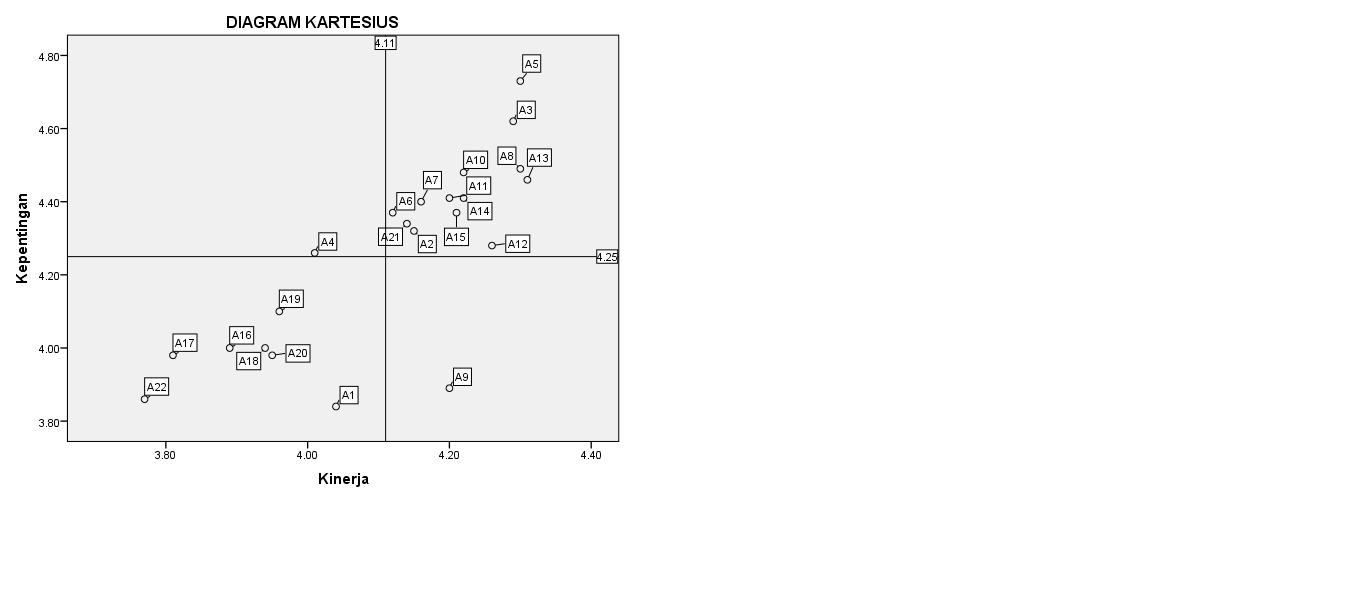 DIAGRAM KARTESIUS
4.11
4.80
A5
A3
4.60
A8
A13
A10
A7
A11
4.40
A6
A14
A21
A15
A2
A12
A4
Kepentingan
4.25
4.20
A19
A16
A17
4.00
A18
A20
A22
A9
A1
3.80
3.80
4.00
4.20
4.40
Kinerja